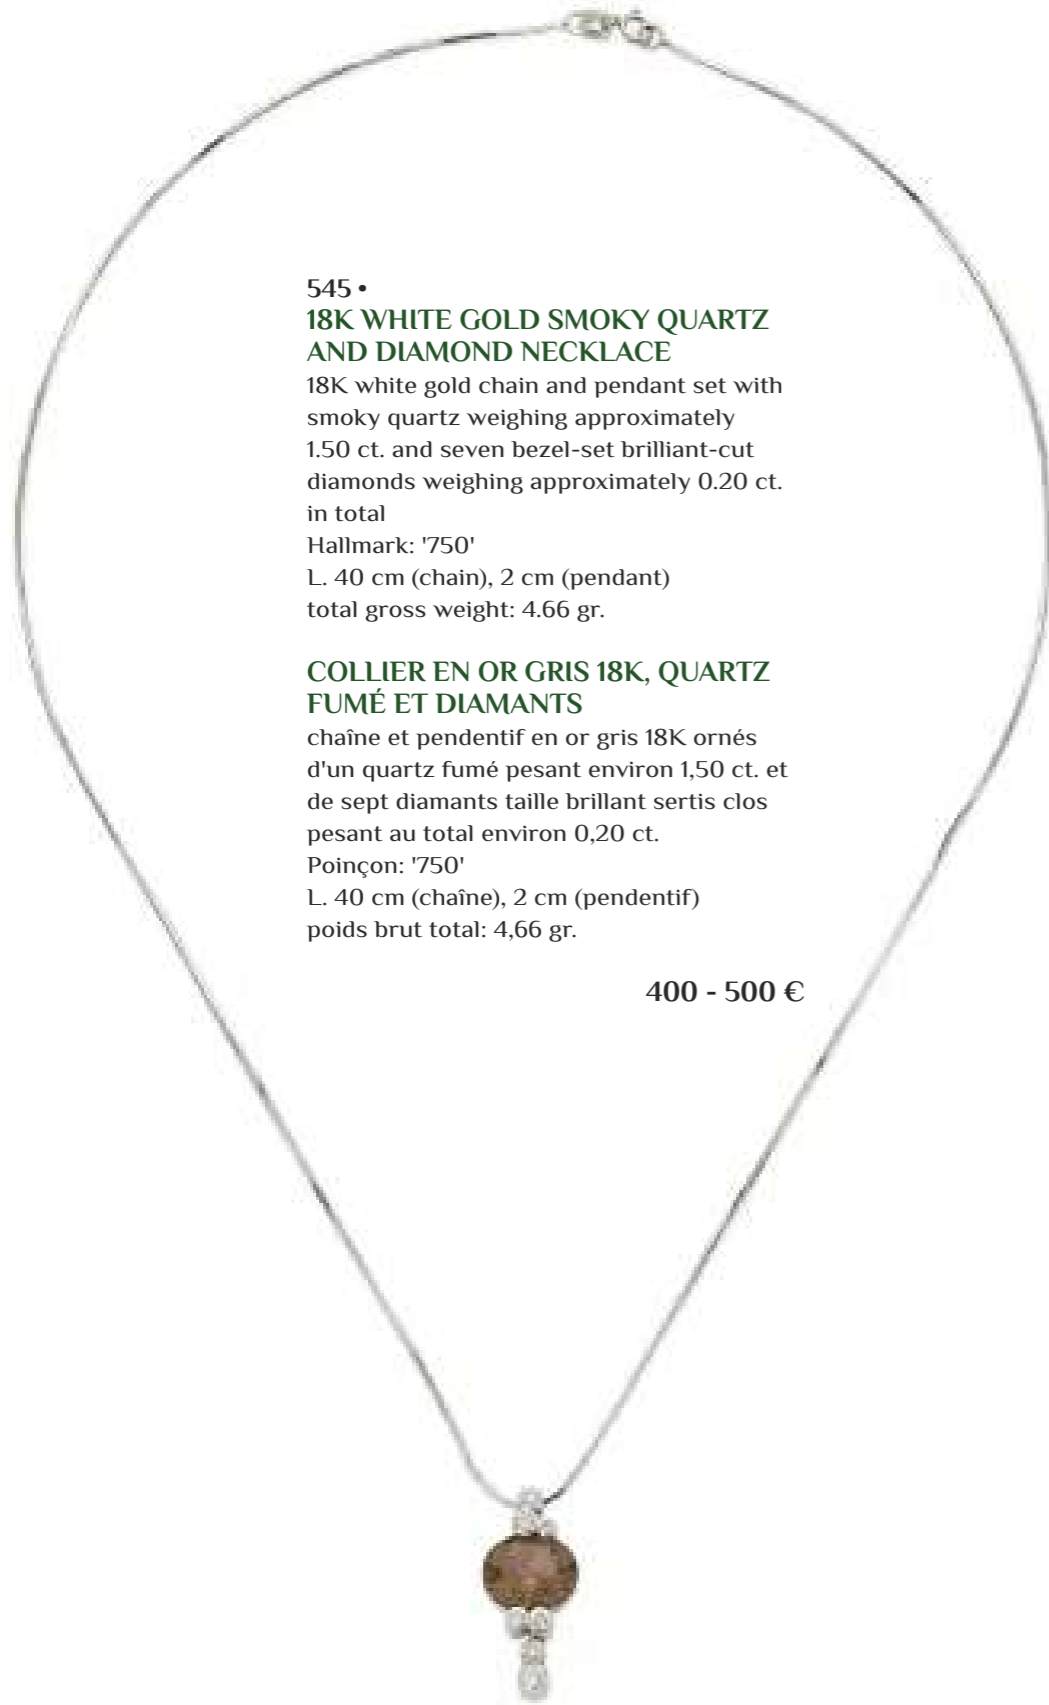 545 •
18K WHITE GOLD SMOKY QUARTZ
AND DIAMOND NECKLACE
18K white gold chain and pendant set with
smoky quartz weighing approximately
1.50 ct. and seven bezel-set brilliant-cut
diamonds weighing approximately 0.20 ct.
in total
Hallmark: '750'
L. 40 cm (chain), 2 cm (pendant)
total gross weight: 4.66 gr.
COLLIER EN OR GRIS 18K, QUARTZ
FUMÉ ET DIAMANTS
chaîne et pendentif en or gris 18K ornés
d'un quartz fumé pesant environ 1,50 ct. et
de sept diamants taille brillant sertis clos
pesant au total environ 0,20 ct.
Poinçon: '750'
L. 40 cm (chaîne), 2 cm (pendentif)
poids brut total: 4,66 gr.
400 - 500 €